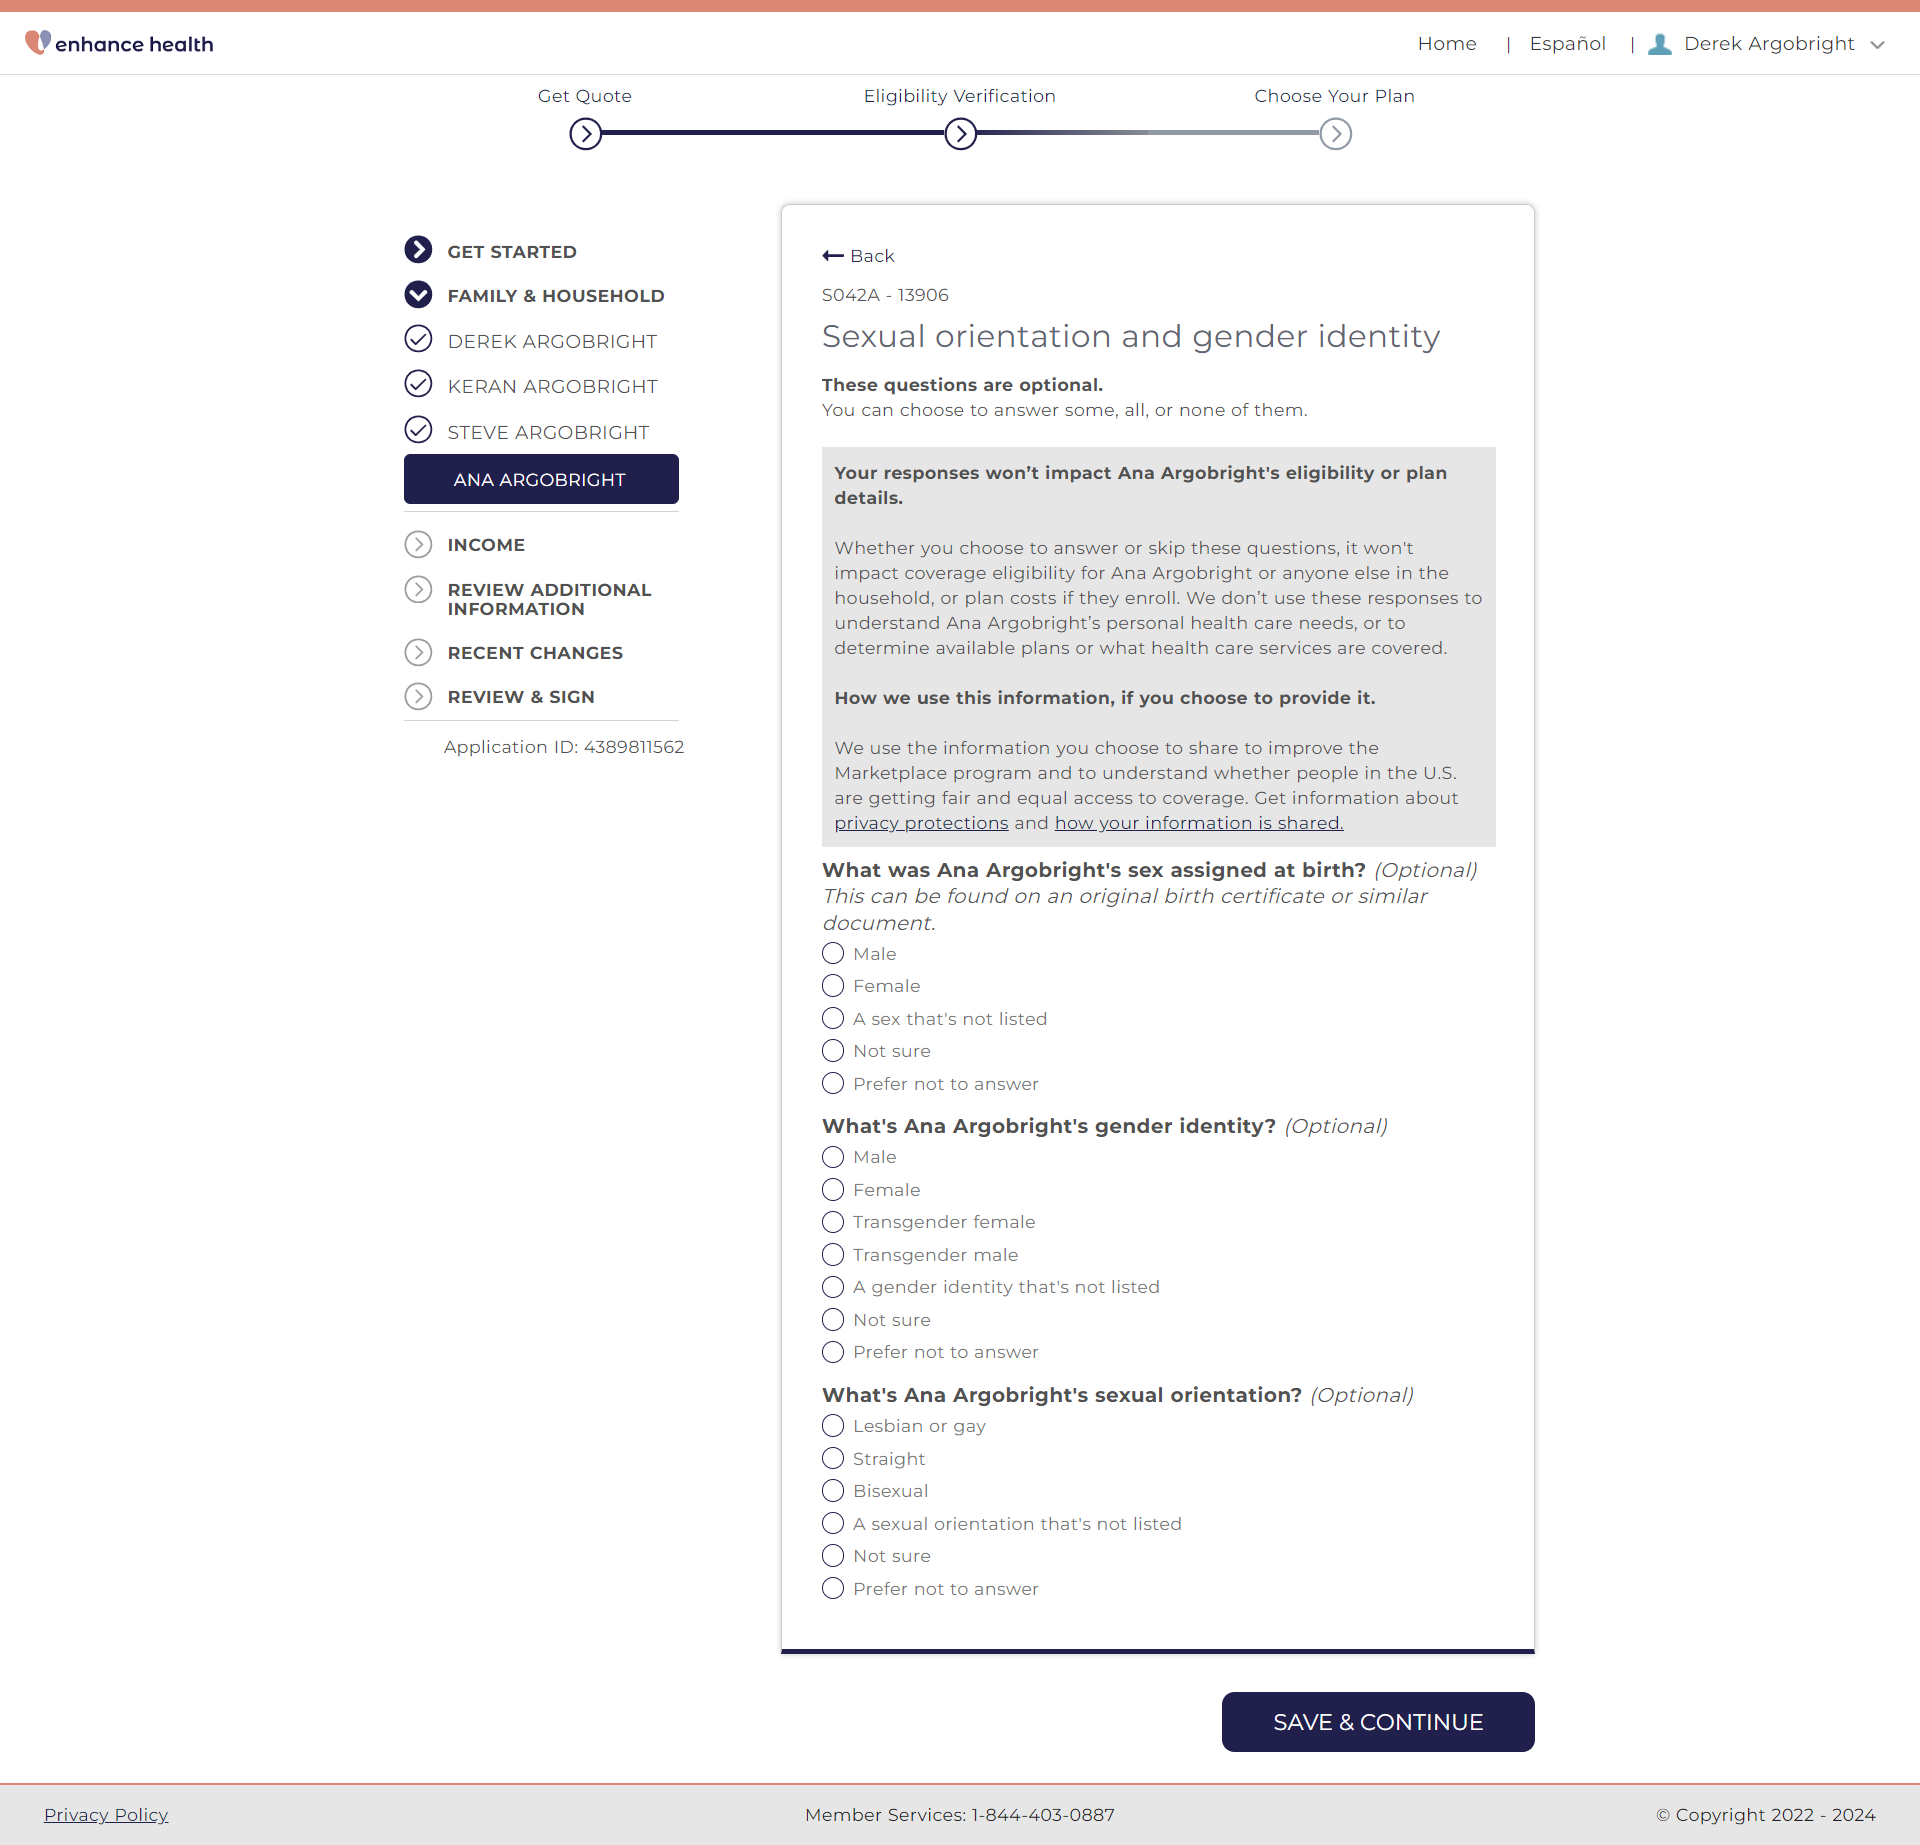 enhance health
Home | Español | Derek Argobright
Get Quote
Eligibility Verification
Choose Your Plan
GET STARTED
FAMILY & HOUSEHOLD
DEREK ARGOBRIGHT
KERAN ARGOBRIGHT
STEVE ARGOBRIGHT
ANA ARGOBRIGHT
INCOME
REVIEW ADDITIONAL
INFORMATION
RECENT CHANGES
REVIEW & SIGN
Application ID: 4389811562
Back
S042A - 13906
Sexual orientation and gender identity
These questions are optional.
You can choose to answer some, all, or none of them.
Your responses won’t impact Ana Argobright's eligibility or plan
details.
Whether you choose to answer or skip these questions, it won't
impact coverage eligibility for Ana Argobright or anyone else in the
household, or plan costs if they enroll. We don’t use these responses to
understand Ana Argobright’s personal health care needs, or to
determine available plans or what health care services are covered.
How we use this information, if you choose to provide it.
We use the information you choose to share to improve the
Marketplace program and to understand whether people in the U.S.
are getting fair and equal access to coverage. Get information about
privacy protections and how your information is shared.
What was Ana Argobright's sex assigned at birth? (Optional)
This can be found on an original birth certificate or similar
document.
Male
Female
A sex that's not listed
Not sure
Prefer not to answer
What's Ana Argobright's gender identity? (Optional)
Male
Female
Transgender female
Transgender male
A gender identity that's not listed
Not sure
Prefer not to answer
What's Ana Argobright's sexual orientation? (Optional)
Lesbian or gay
Straight
Bisexual
A sexual orientation that's not listed
Not sure
Prefer not to answer
SAVE & CONTINUE
Privacy Policy
Member Services: 1-844-403-0887
© Copyright 2022 - 2024